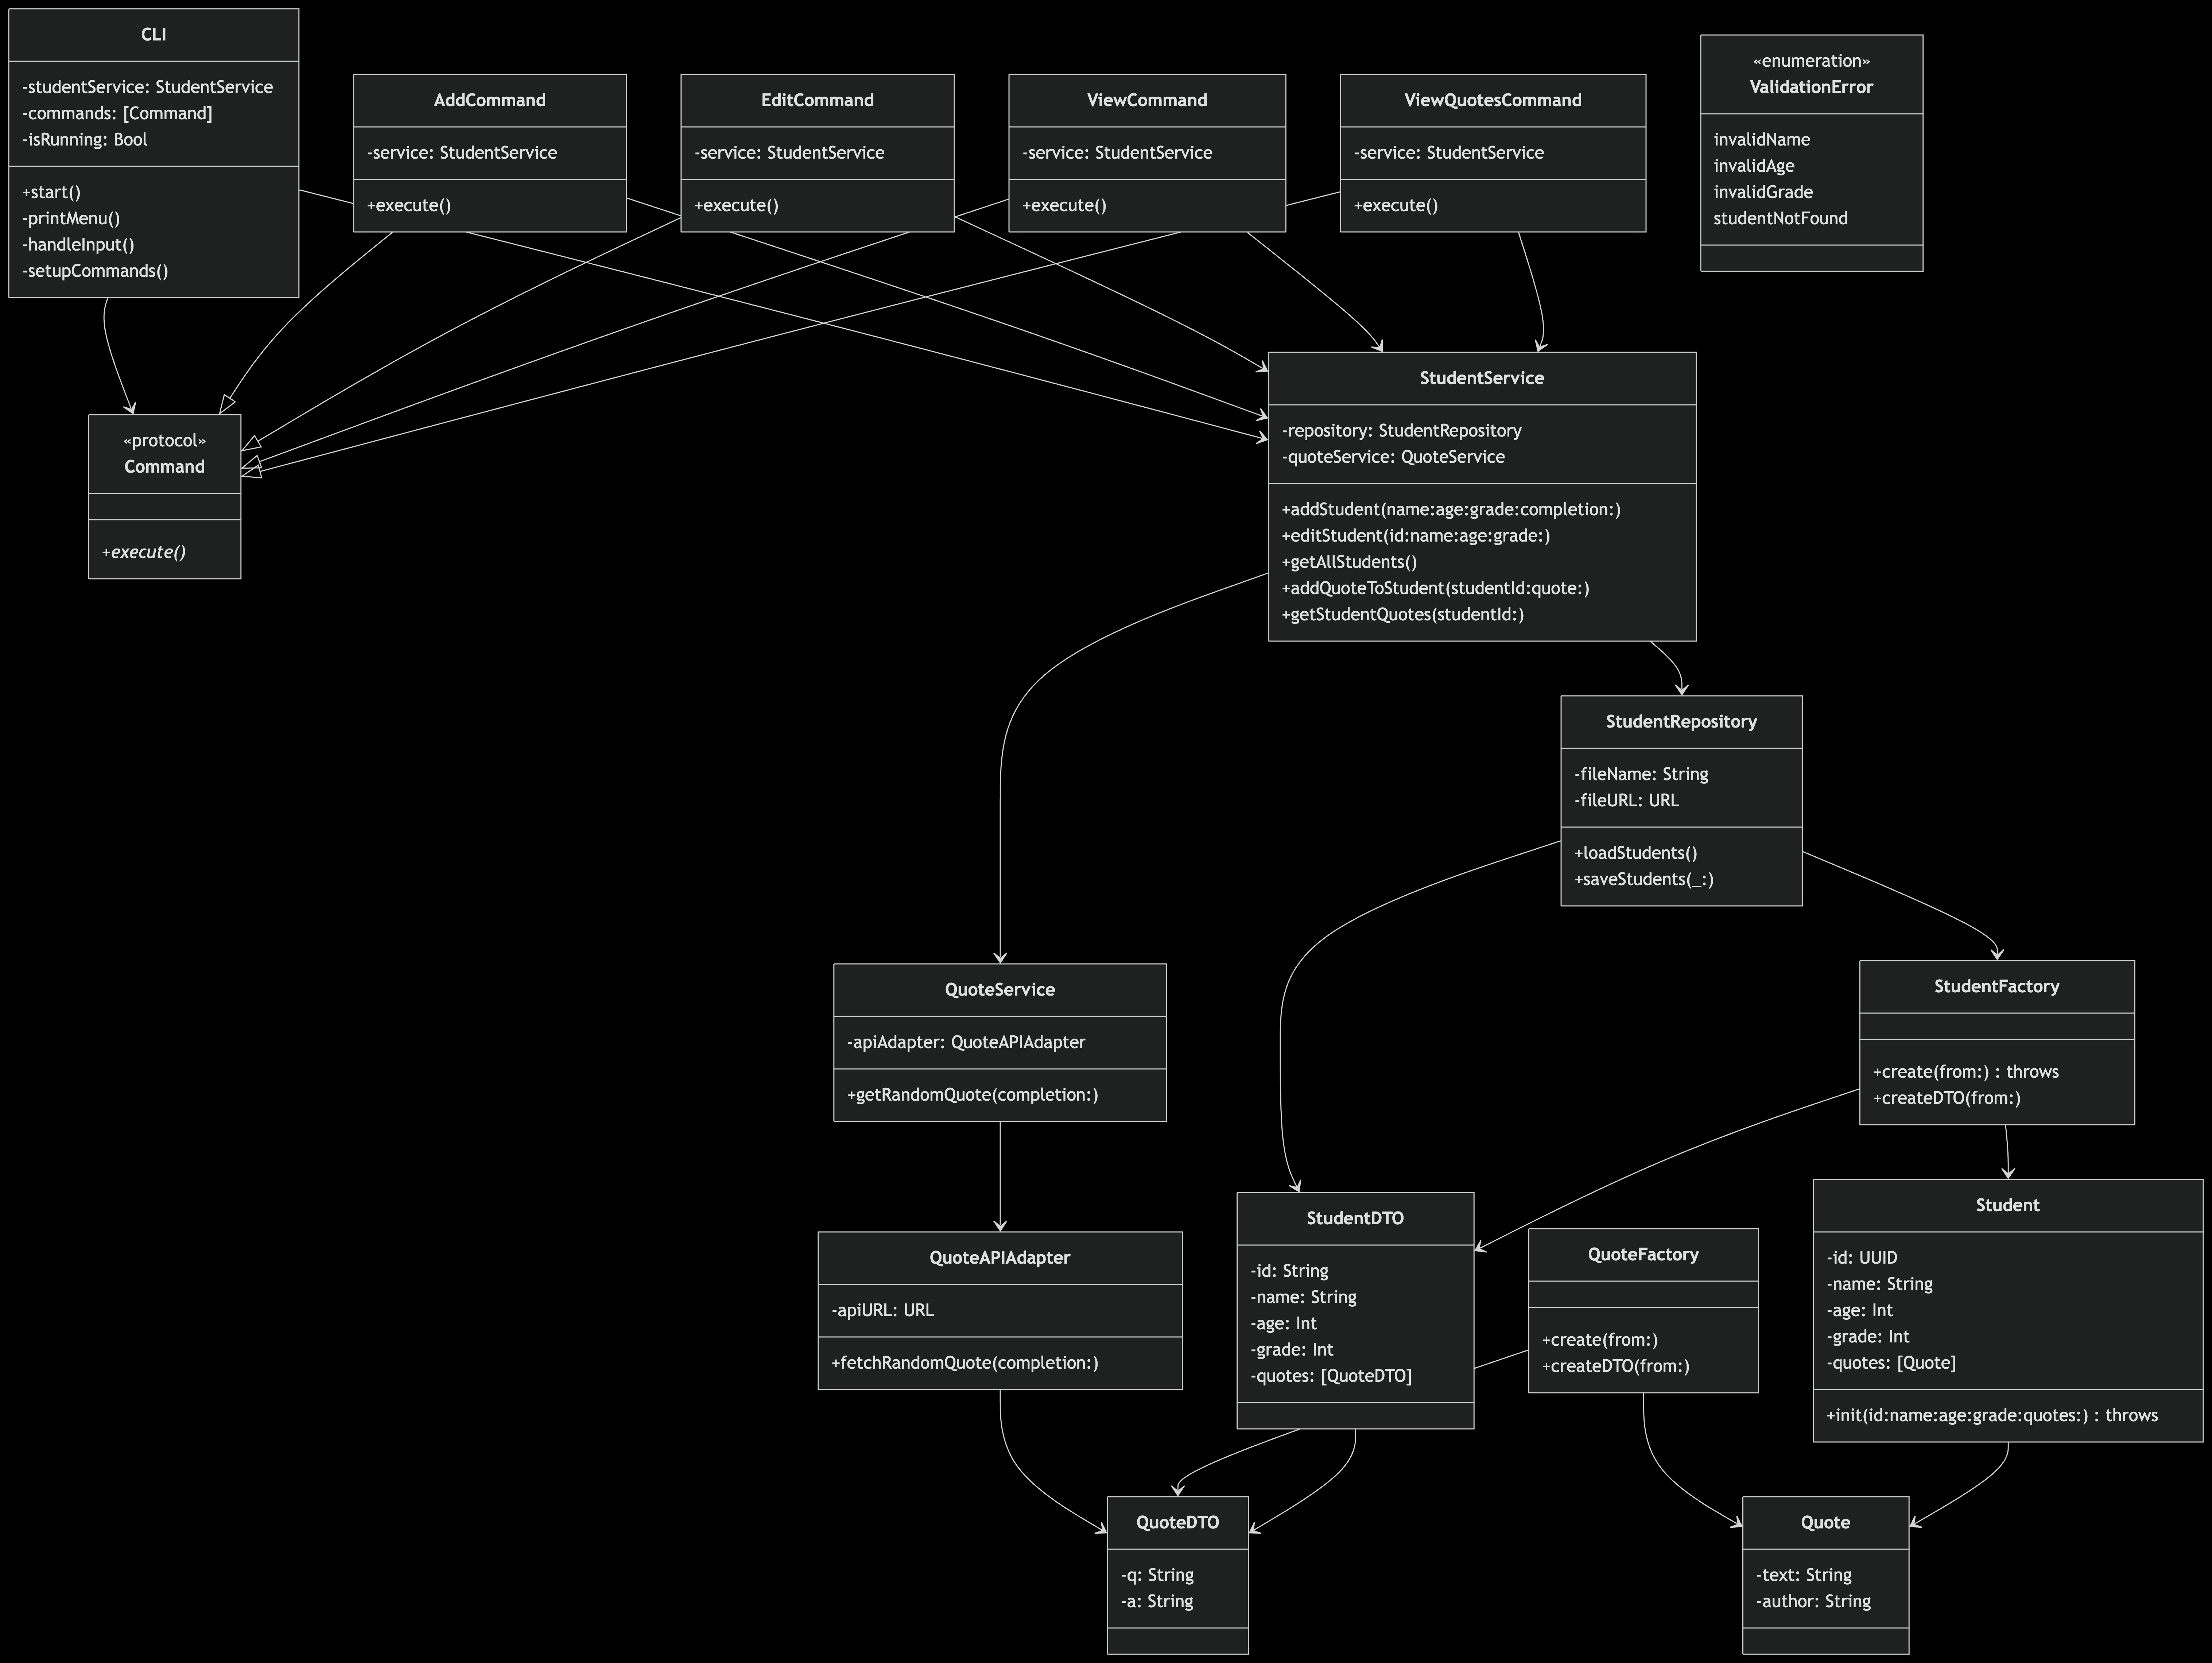 CLI
-studentService: StudentService
-commands: [Command]
-isRunning: Bool
+start()
-printMenu()
-handleInput()
-setupCommands()
AddCommand
-service: StudentService
+execute()
EditCommand
-service: StudentService
+execute()
ViewCommand
-service: StudentService
+execute()
ViewQuotesCommand
-service: StudentService
+execute()
«enumeration»
ValidationError
invalidName
invalidAge
invalidGrade
studentNotFound
«protocol»
Command
+execute()
StudentService
-repository: StudentRepository
-quoteService: QuoteService
+addStudent(name:age:grade:completion:)
+editStudent(id:name:age:grade:)
+getAllStudents()
+addQuoteToStudent(studentId:quote:)
+getStudentQuotes(studentId:)
StudentRepository
-fileName: String
-fileURL: URL
+loadStudents()
+saveStudents(_:)
QuoteService
-apiAdapter: QuoteAPIAdapter
+getRandomQuote(completion:)
StudentFactory
+create(from:) : throws
+createDTO(from:)
QuoteAPIAdapter
-apiURL: URL
+fetchRandomQuote(completion:)
StudentDTO
-id: String
-name: String
-age: Int
-grade: Int
-quotes: [QuoteDTO]
QuoteFactory
+create(from:)
+createDTO(from:)
Student
-id: UUID
-name: String
-age: Int
-grade: Int
-quotes: [Quote]
+init(id:name:age:grade:quotes:) : throws
QuoteDTO
-q: String
-a: String
Quote
-text: String
-author: String